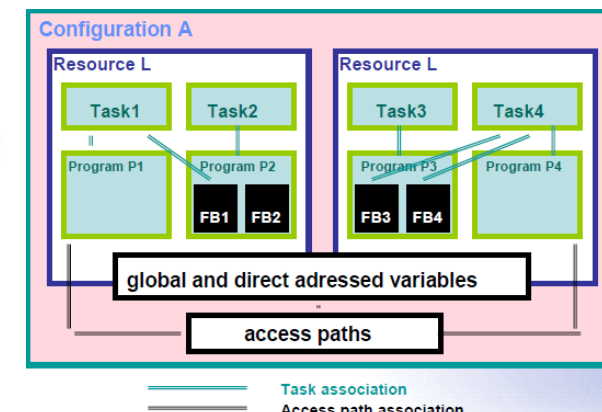 Configuration A
Resource L
Resource L
Task1
Task2
Task3
Task4
Program P1
Program P2
Program P3
Program P4
FB1
FB2
FB3
FB4
global and direct adressed variables
access paths
Task association
Access path association